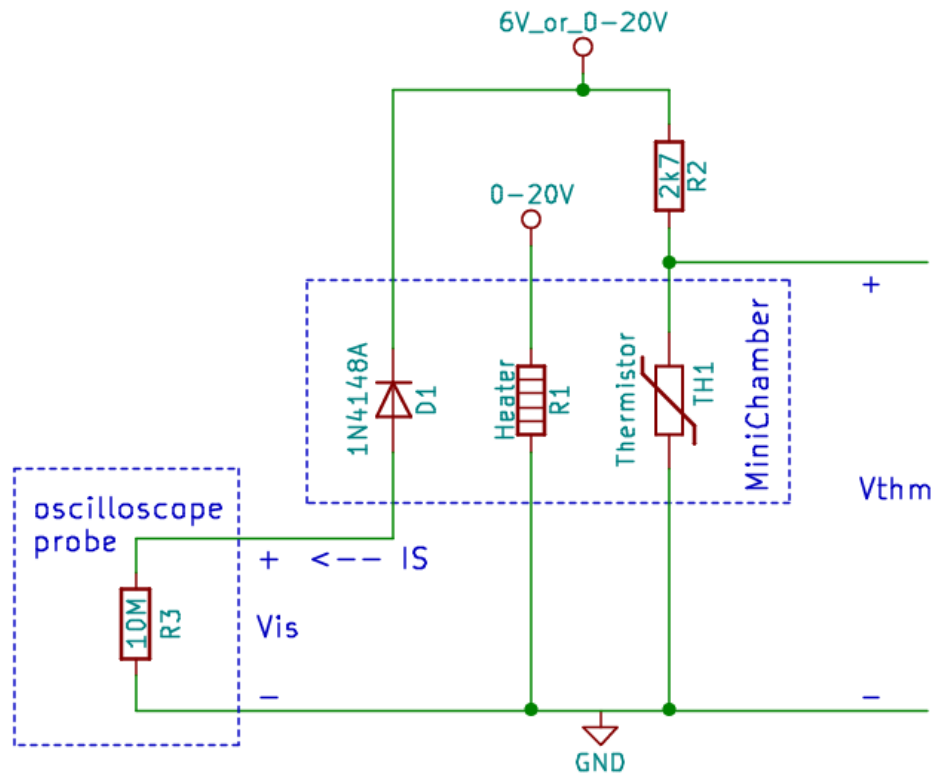 6V_or_0-20V
2k7
R2
0-20V
+
1N4148A
D1
Heater
R1
Thermistor
TH1
MiniChamber
Vthm
oscilloscope
probe
+ <-- IS
10M
R3
Vis
-
-
GND